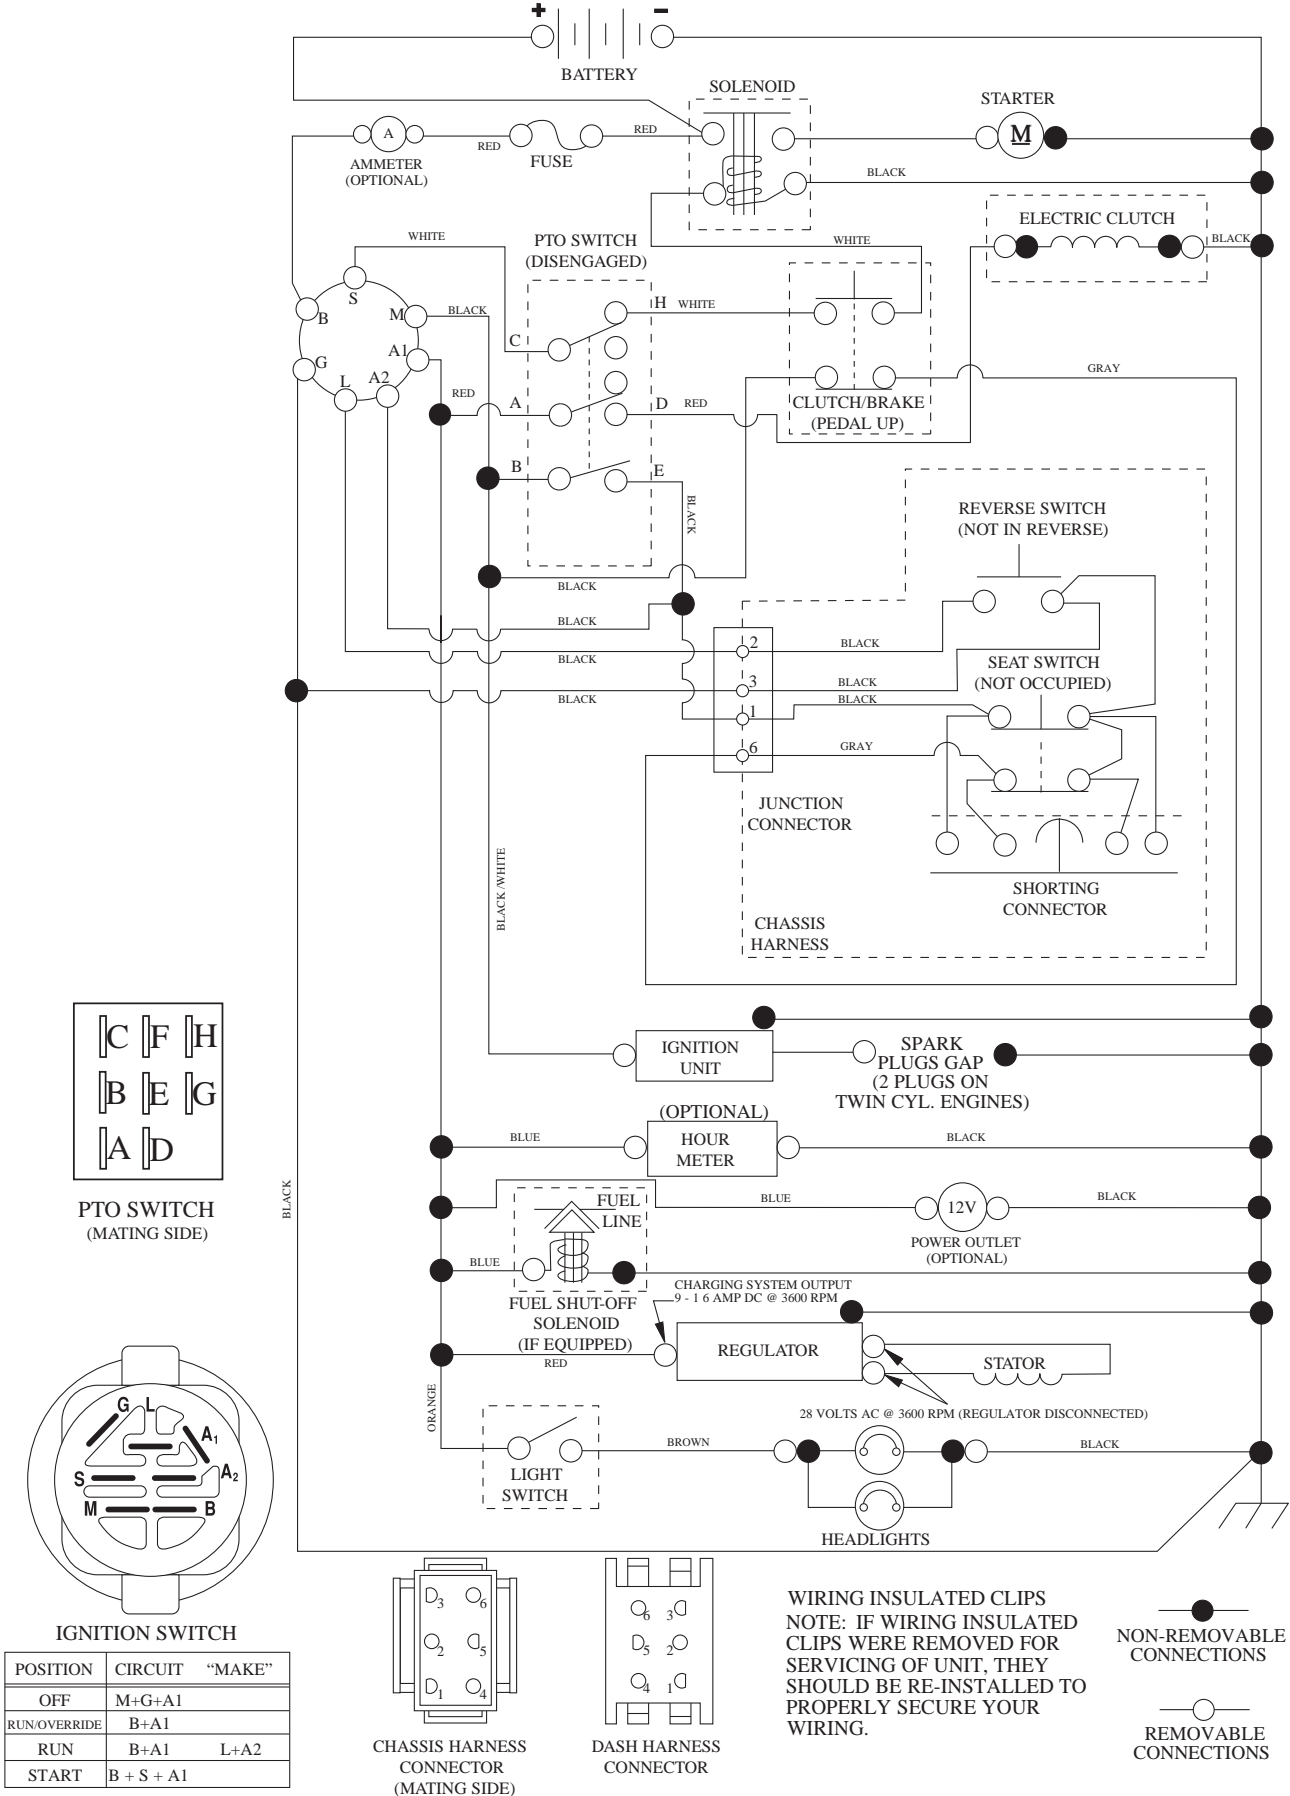 +
−
BATTERY
SOLENOID
STARTER
A
M
RED
FUSE
RED
AMMETER
(OPTIONAL)
BLACK
ELECTRIC CLUTCH
BLACK
WHITE
PTO SWITCH
(DISENGAGED)
WHITE
S
B
M
BLACK
H
WHITE
C
A1
G
L
A2
RED
A
D
RED
GRAY
CLUTCH/BRAKE
(PEDAL UP)
B
E
BLACK
REVERSE SWITCH
(NOT IN REVERSE)
BLACK
BLACK
2
BLACK
BLACK
SEAT SWITCH
(NOT OCCUPIED)
3
BLACK
BLACK
BLACK
1
6
GRAY
JUNCTION
CONNECTOR
BLACK /WHITE
SHORTING
CONNECTOR
CHASSIS
HARNESS
C F H
B E G
A D
PTO SWITCH
(MATING SIDE)
BLACK
IGNITION
UNIT
SPARK
PLUGS GAP
(2 PLUGS ON
TWIN CYL. ENGINES)
(OPTIONAL)
BLUE
HOUR
METER
BLACK
FUEL
LINE
BLUE
12V
BLACK
POWER OUTLET
(OPTIONAL)
BLUE
CHARGING SYSTEM OUTPUT
9 - 1 6 AMP DC @ 3600 RPM
FUEL SHUT-OFF
SOLENOID
(IF EQUIPPED)
RED
REGULATOR
STATOR
ORANGE
28 VOLTS AC @ 3600 RPM (REGULATOR DISCONNECTED)
BROWN
BLACK
LIGHT
SWITCH
HEADLIGHTS
G L
A1
S
A2
M
B
IGNITION SWITCH
POSITION CIRCUIT “MAKE”
OFF M+G+A1
RUN/OVERRIDE B+A1
RUN B+A1 L+A2
START B + S + A1
3 6
2 5
1 4
CHASSIS HARNESS
CONNECTOR
(MATING SIDE)
6 3
5 2
4 1
DASH HARNESS
CONNECTOR
WIRING INSULATED CLIPS
NOTE: IF WIRING INSULATED
CLIPS WERE REMOVED FOR
SERVICING OF UNIT, THEY
SHOULD BE RE-INSTALLED TO
PROPERLY SECURE YOUR
WIRING.
NON-REMOVABLE
CONNECTIONS
REMOVABLE
CONNECTIONS